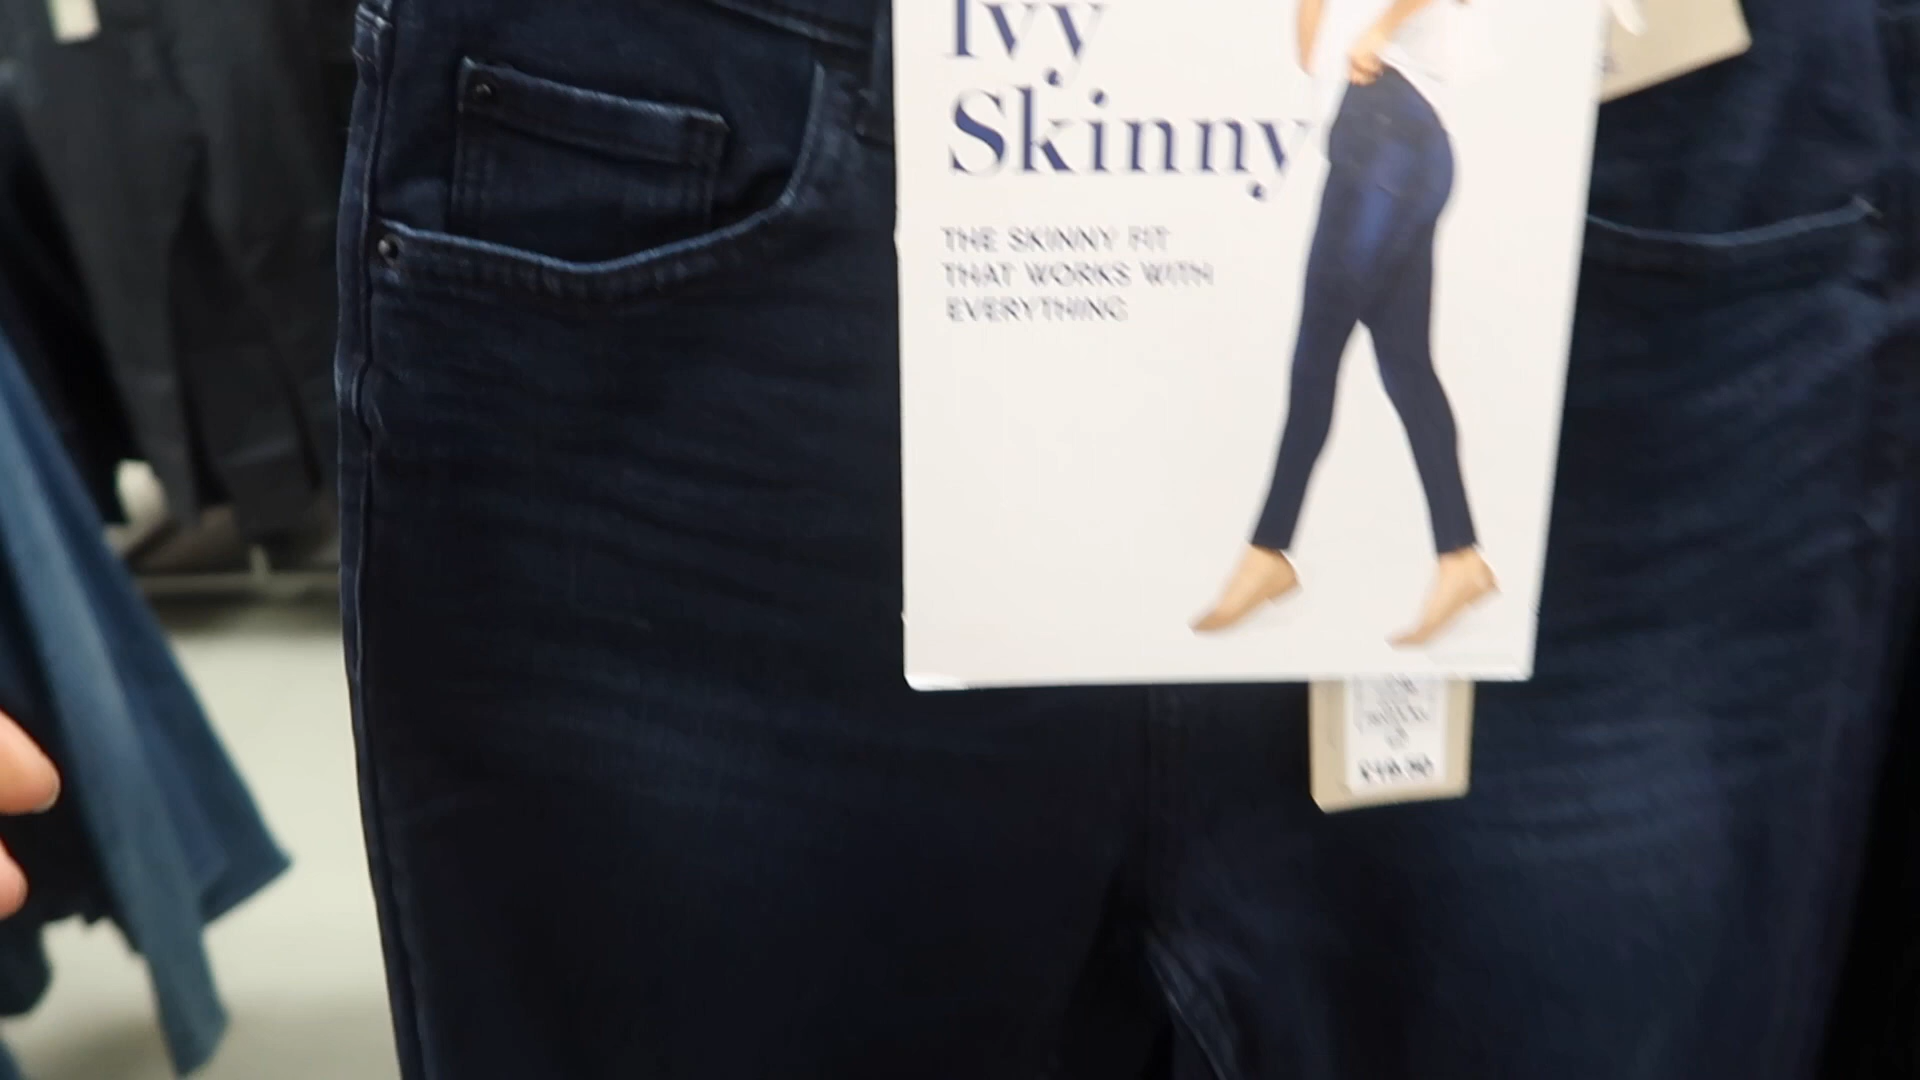 Ivy
Skinny
THE SKINNY FIT
THAT WORKS WITH
EVERYTHING